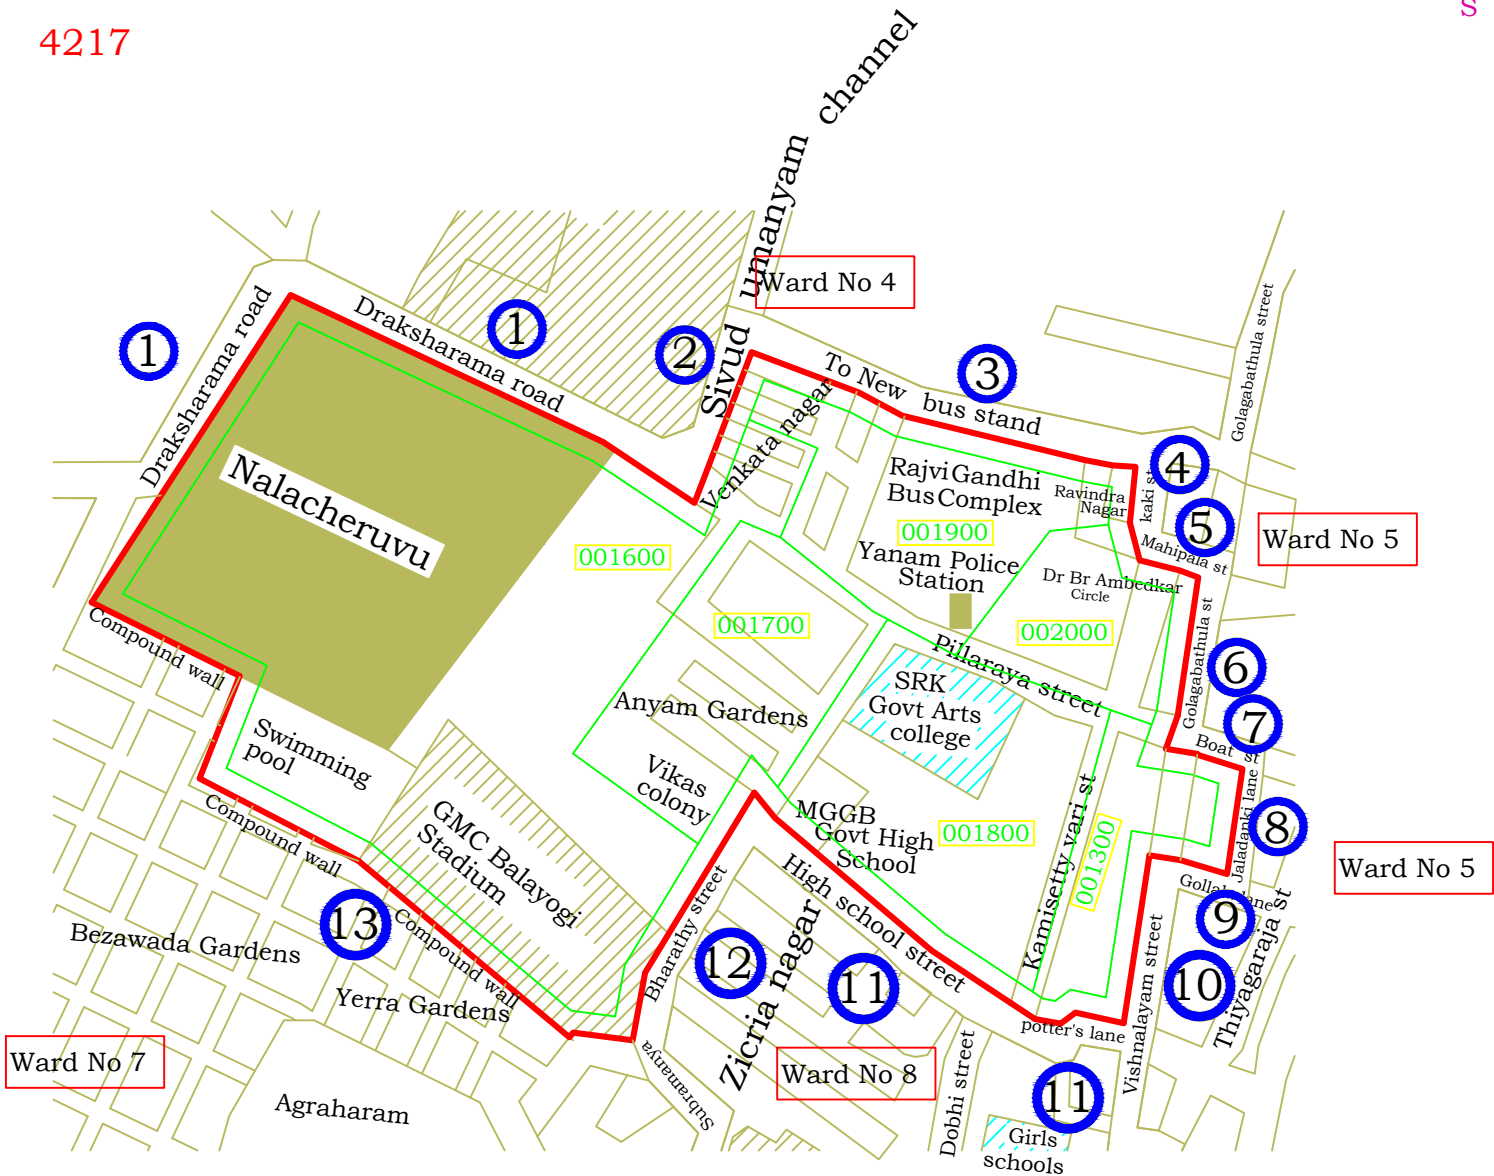 4217
S
channel
Sivud umanyam
Ward No 4
1
Draksharama road
1
Draksharama road
2
To New bus stand
3
Golagabathula street
Nalacheruvu
Venkata nagar
Rajvi Gandhi
Bus Complex
Ravindra
Nagar
kaki st
4
5
Ward No 5
001900
001600
Yanam Police
Station
Mahipala st
Dr Br Ambedkar
Circle
001700
002000
Compound wall
Pillaraya street
Golagabathula st
6
7
SRK
Govt Arts
college
Anyam Gardens
Swimming
pool
Boat st
Vikas
colony
Compound wall
GMC Balayogi
Stadium
MGGB
Govt High
School
001800
Kamisetty vari st
001300
Jaladanki lane
8
Ward No 5
High school street
9
10
Thiyagaraja st
13
Compound wall
Bharathy street
12
Zicria nagar
11
Vishnalayam street
Bezawada Gardens
Yerra Gardens
potter's lane
Ward No 7
Ward No 8
Subramanya
Dobhi street
11
Agraharam
Girls
schools